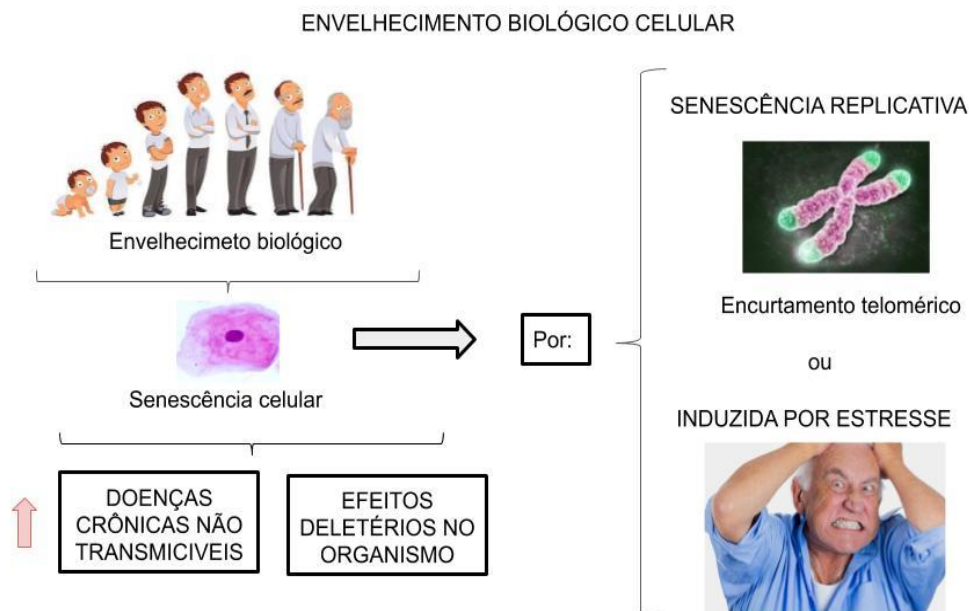 ENVELHECIMENTO BIOLÓGICO CELULAR
Envelhecimeto biológico
Senescência celular
DOENÇAS
CRÔNICAS NÃO
TRANSMICIVEIS
EFEITOS
DELETÉRIOS NO
ORGANISMO
Por:
SENESCÊNCIA REPLICATIVA
Encurtamento telomérico
ou
INDUZIDA POR ESTRESSE